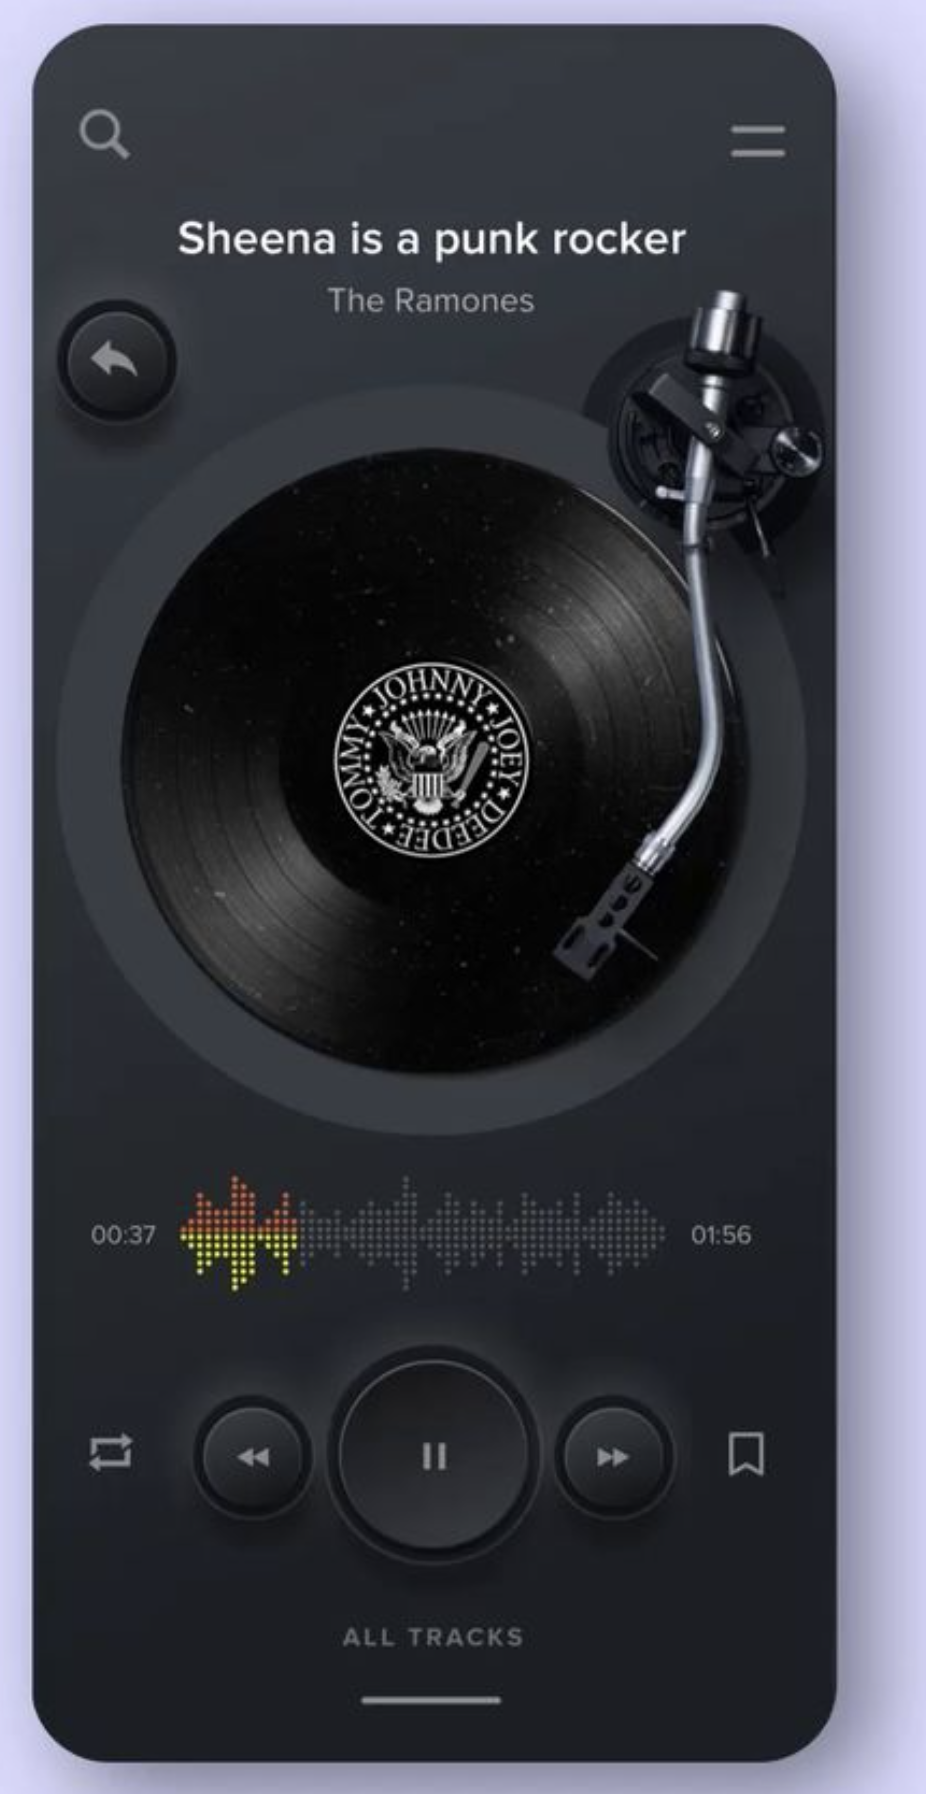 Sheena is a punk rocker
The Ramones
JOHNNY JOEY DEEDEE TOMMY
00:37
01:56
ALL TRACKS